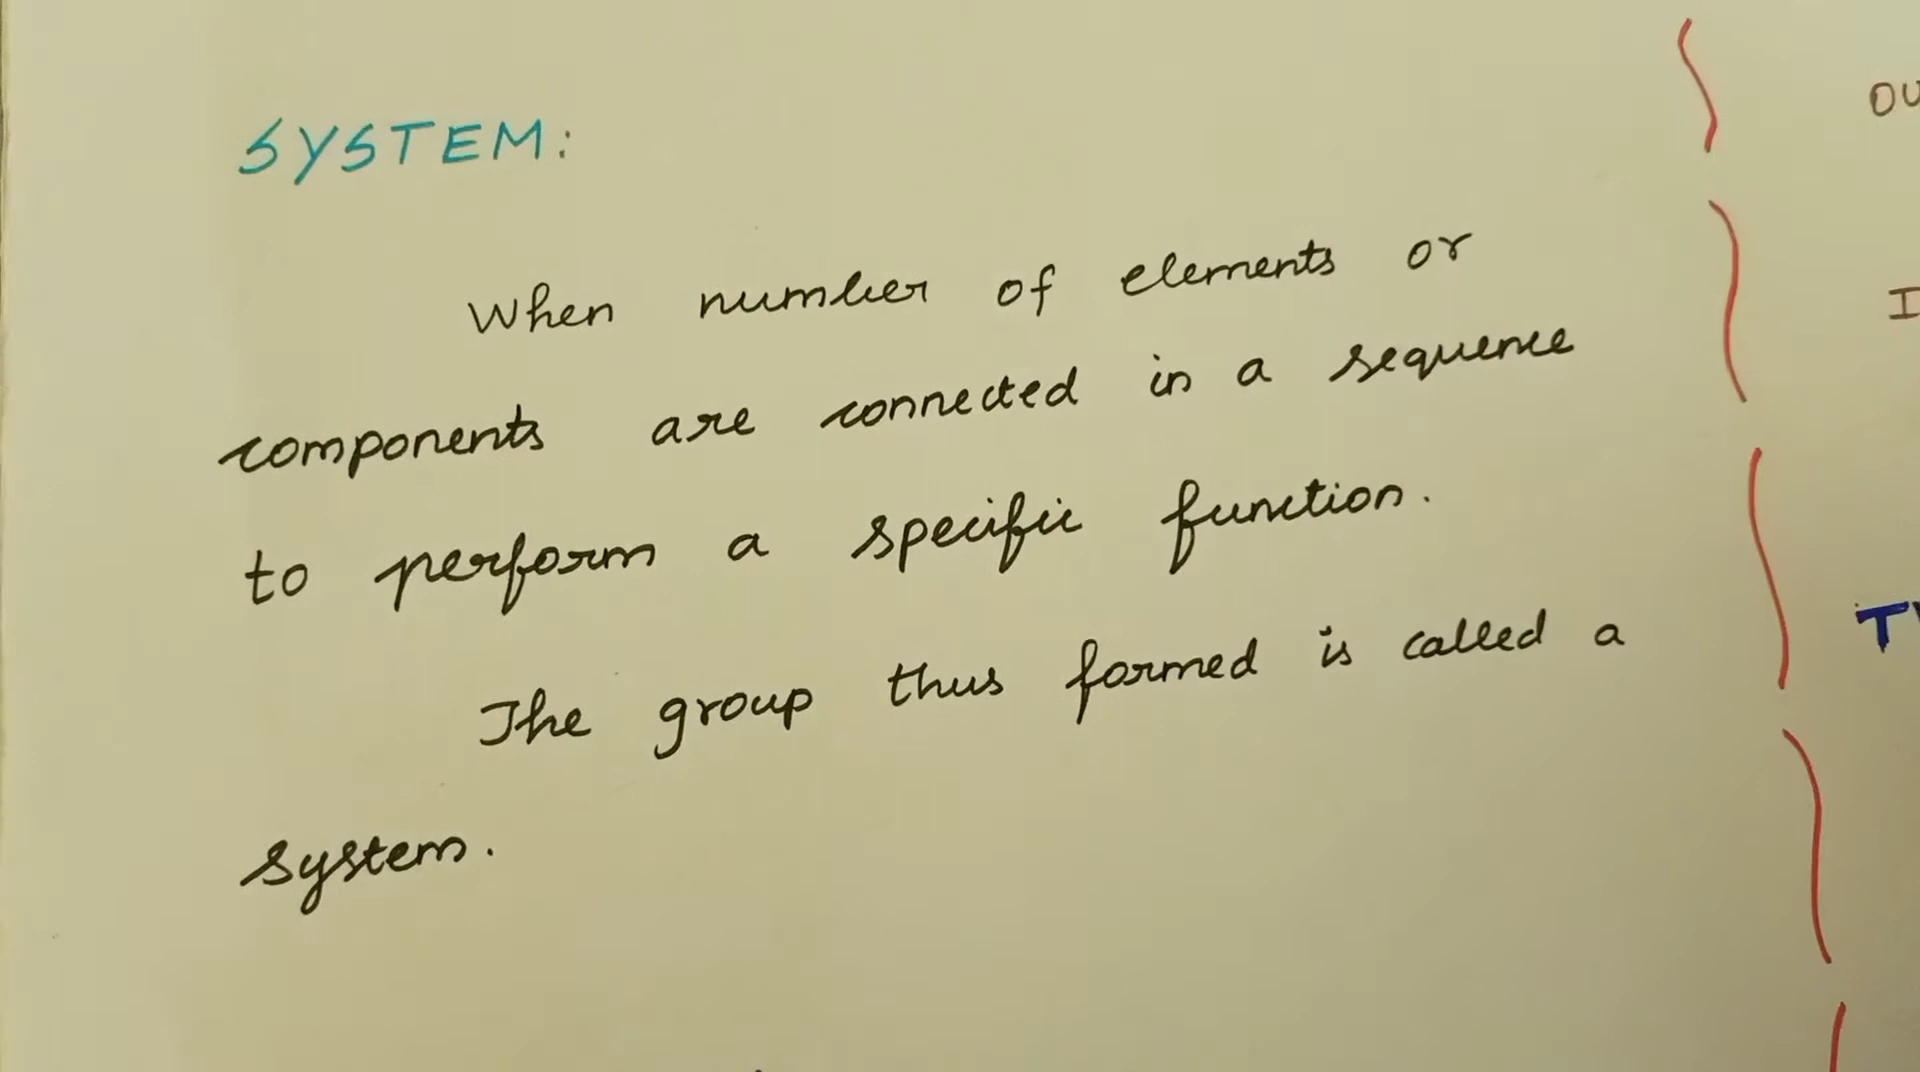 SYSTEM:
When number of elements or
components are connected in a sequence
to perform a specific function.
The group thus formed is called a
system.